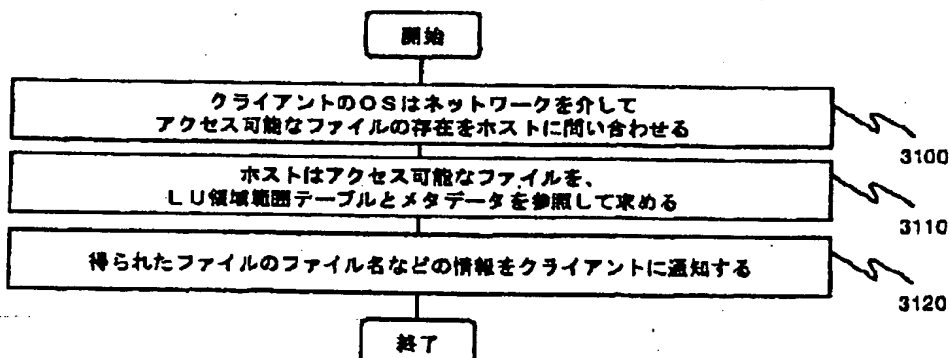 開始
クライアントのOSはネットワークを介して
アクセス可能なファイルの存在をホストに問い合わせる
3100
ホストはアクセス可能なファイルを、
LU領域範囲テーブルとメタデータを参照して求める
3110
得られたファイルのファイル名などの情報をクライアントに通知する
3120
終了